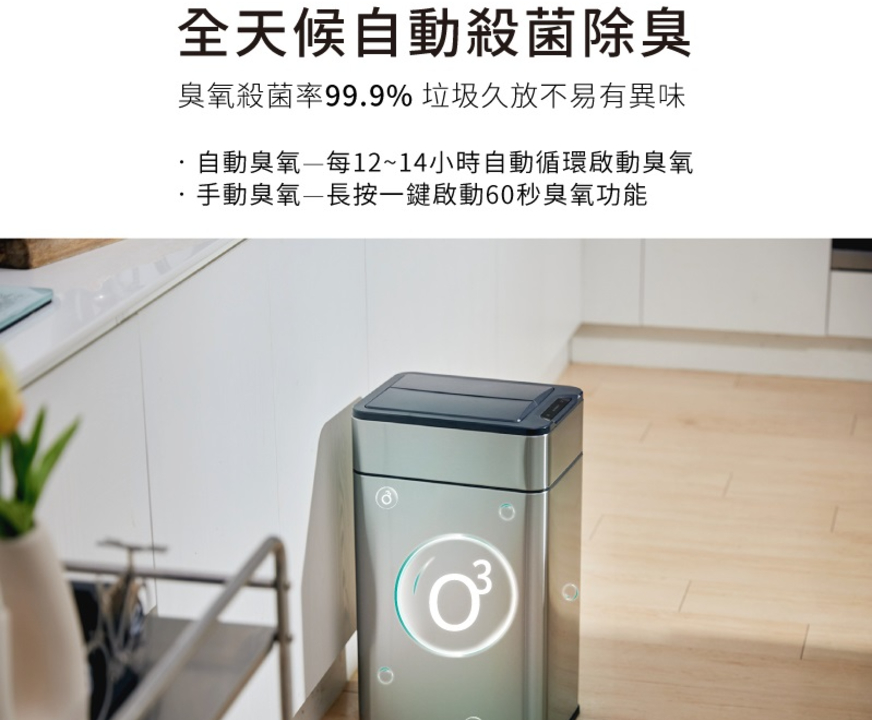 全天候自動殺菌除臭
臭氧殺菌率99.9% 垃圾久放不易有異味
· 自動臭氧—每12~14小時自動循環啟動臭氧
· 手動臭氧—長按一鍵啟動60秒臭氧功能
O³